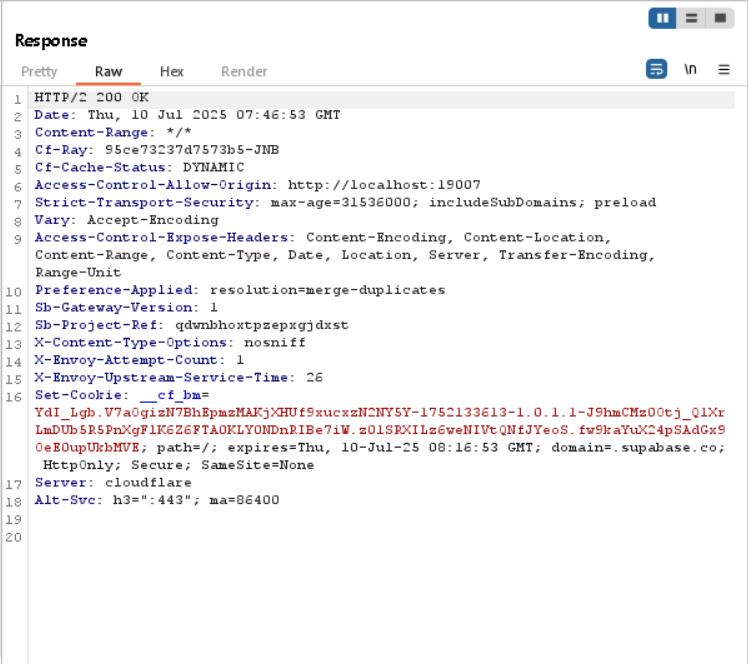 Response
Pretty Raw Hex Render \n
1 HTTP/2 200 OK
2 Date: Thu, 10 Jul 2025 07:46:53 GMT
3 Content-Range: */*
4 Cf-Ray: 95ce73237d7573b5-JNB
5 Cf-Cache-Status: DYNAMIC
6 Access-Control-Allow-Origin: http://localhost:19007
7 Strict-Transport-Security: max-age=31536000; includeSubDomains; preload
8 Vary: Accept-Encoding
9 Access-Control-Expose-Headers: Content-Encoding, Content-Location,
Content-Range, Content-Type, Date, Location, Server, Transfer-Encoding,
Range-Unit
10 Preference-Applied: resolution=merge-duplicates
11 Sb-Gateway-Version: 1
12 Sb-Project-Ref: qdwnbhoxtpzepxgjdxst
13 X-Content-Type-Options: nosniff
14 X-Envoy-Attempt-Count: 1
15 X-Envoy-Upstream-Service-Time: 26
16 Set-Cookie: __cf_bm=
YdI_Lgb.V7aOgizN7BhEpmzMAKjXHUf9xucxzN2NY5Y-1752133613-1.0.1.1-J9hmCMzOOtj_QlXr
LmDUb5R5PnXgFlK6Z6FTAOKLYONDnRIBe7iW.zO1SRXILz6weNIVtQNfJYeoS.fw9kaYuX24pSAdGx9
OeEOupUkbMVE; path=/; expires=Thu, 10-Jul-25 08:16:53 GMT; domain=.supabase.co;
HttpOnly; Secure; SameSite=None
17 Server: cloudflare
18 Alt-Svc: h3=":443"; ma=86400
19
20